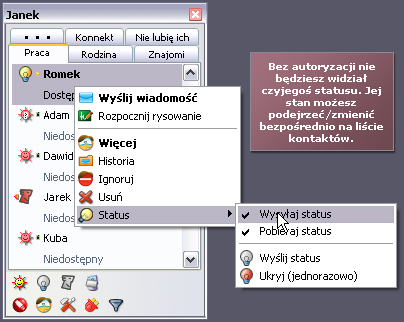 Janek
• • •
Konnekt
Nie lubię ich
Praca
Rodzina
Znajomi
Romek
Dostęp
Adam
Niedos
Dawid
Niedos
Jarek
Niedos
Kuba
Niedostępny
Wyślij wiadomość
Rozpocznij rysowanie
Więcej
Historia
Ignoruj
Usuń
Status
Wysyłaj status
Pobieraj status
Wyślij status
Ukryj (jednorazowo)
Bez autoryzacji nie
będziesz widział
czyjegoś statusu. Jej
stan możesz
podejrzeć/zmienić
bezpośrednio na liście
kontaktów.